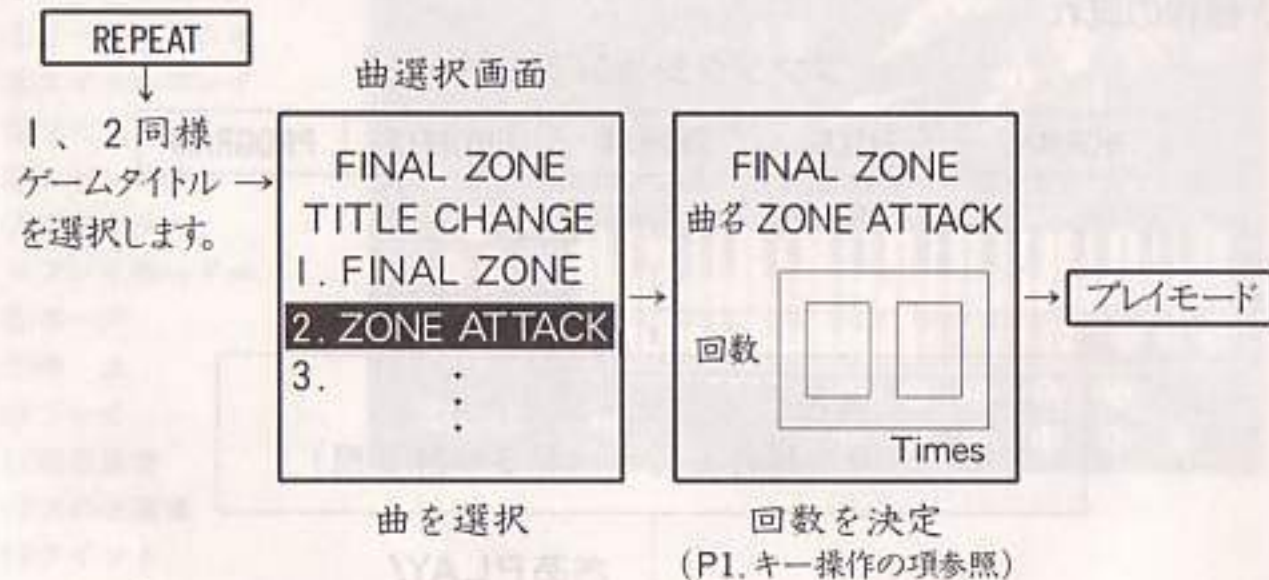 REPEAT
↓
1、2同様
ゲームタイトル →
を選択します。
曲選択画面
FINAL ZONE
TITLE CHANGE
1. FINAL ZONE
2. ZONE ATTACK
3. ⋮
曲を選択
→
FINAL ZONE
曲名 ZONE ATTACK
回数
Times
回数を決定
(P1.キー操作の項参照)
→
プレイモード